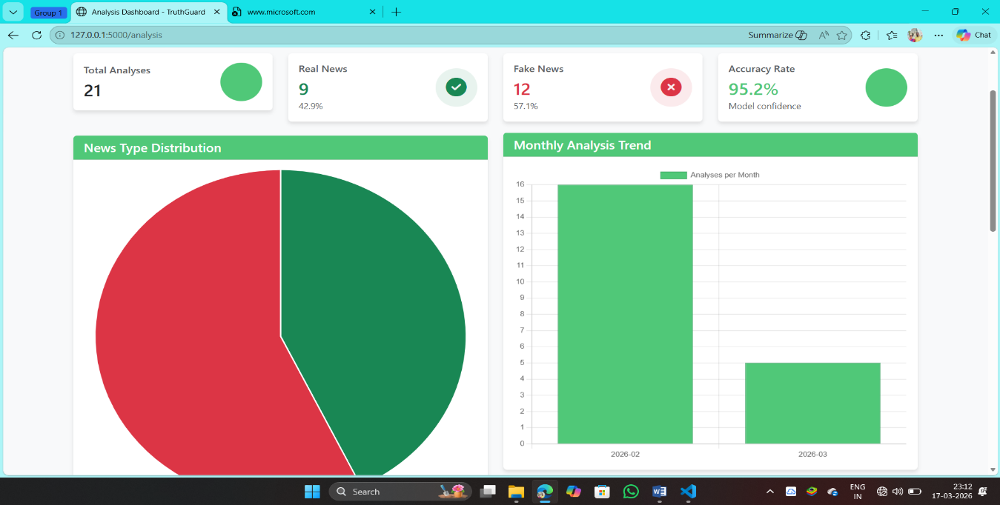 Group 1
Analysis Dashboard - TruthGuard
www.microsoft.com
127.0.0.1:5000/analysis
Summarize
Chat
Total Analyses
21
Real News
9
42.9%
Fake News
12
57.1%
Accuracy Rate
95.2%
Model confidence
News Type Distribution
Monthly Analysis Trend
Analyses per Month
16
15
14
13
12
11
10
9
8
7
6
5
4
3
2
1
0
2026-02
2026-03
Search
ENG
IN
23:12
17-03-2026